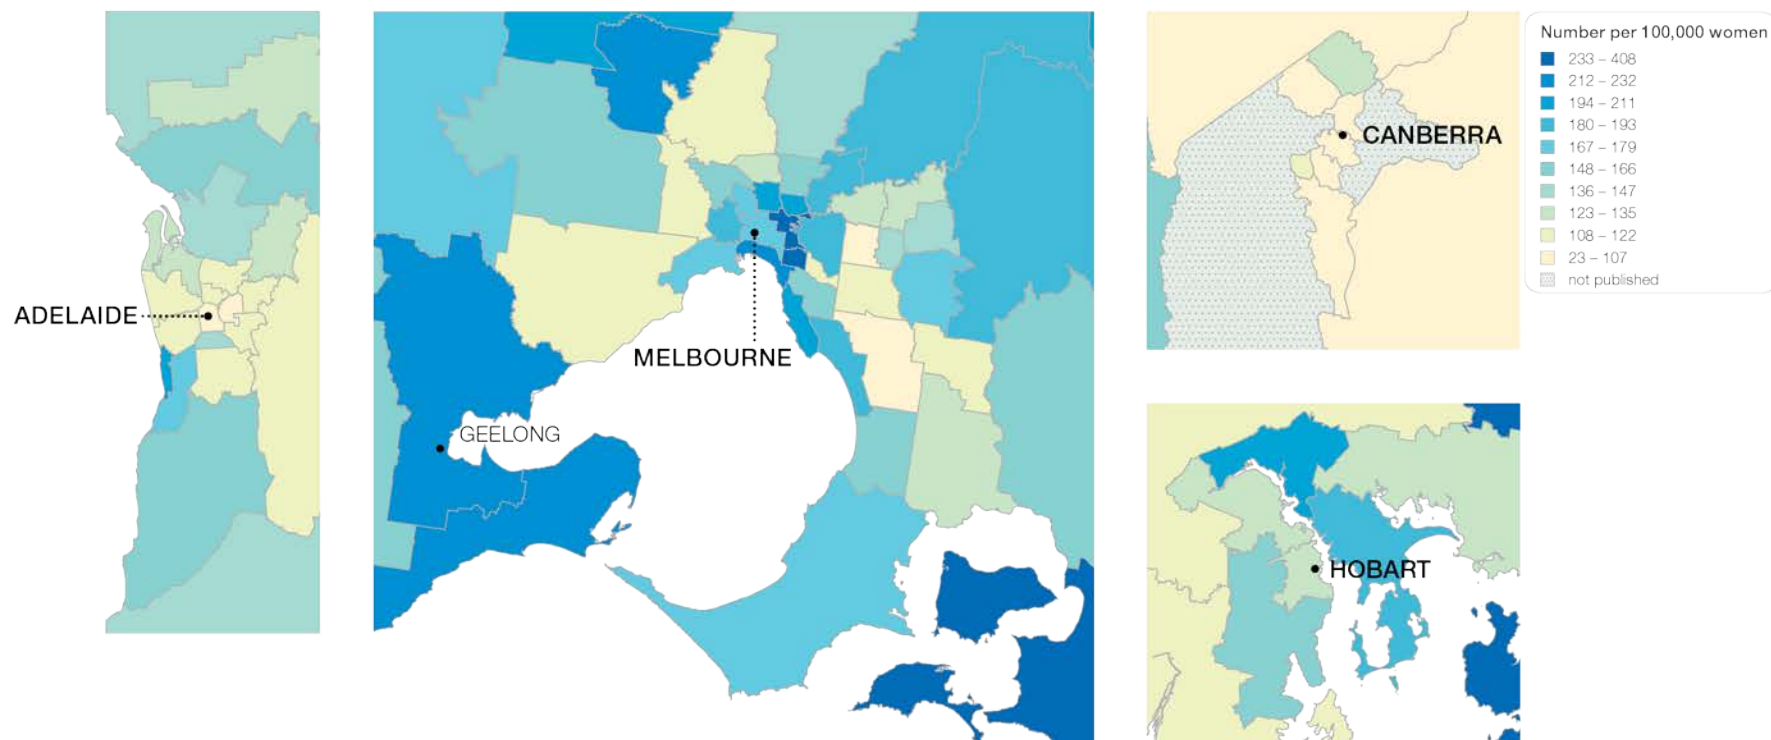 ADELAIDE
MELBOURNE
GEELONG
CANBERRA
HOBART
Number per 100,000 women
233 – 408
212 – 232
194 – 211
180 – 193
167 – 179
148 – 166
136 – 147
123 – 135
108 – 122
23 – 107
not published